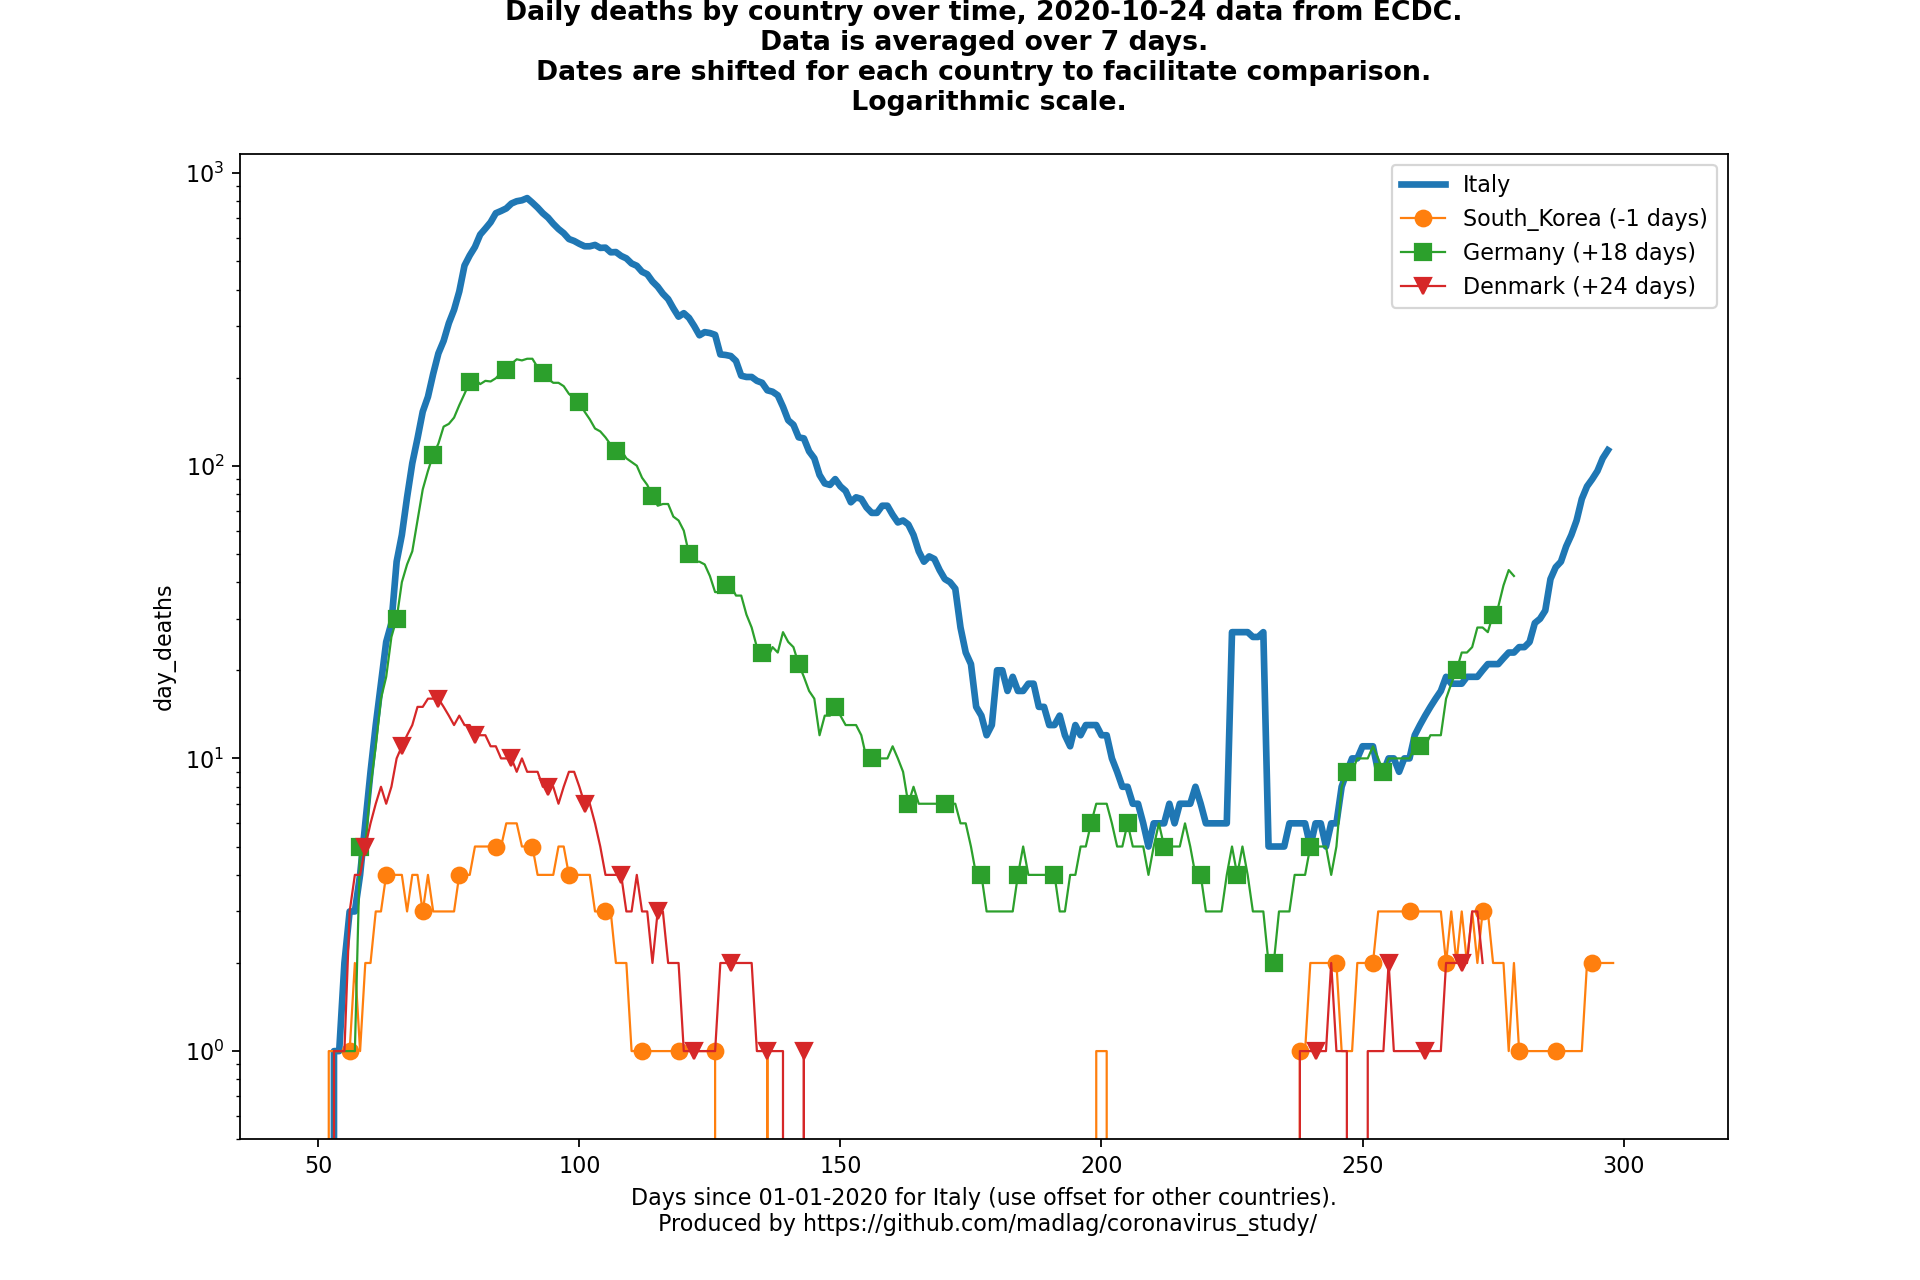 Daily deaths by country over time, 2020-10-24 data from ECDC.
Data is averaged over 7 days.
Dates are shifted for each country to facilitate comparison.
Logarithmic scale.
10³
10²
10¹
10⁰
day_deaths
Italy
South_Korea (-1 days)
Germany (+18 days)
Denmark (+24 days)
50 100 150 200 250 300
Days since 01-01-2020 for Italy (use offset for other countries).
Produced by https://github.com/madlag/coronavirus_study/